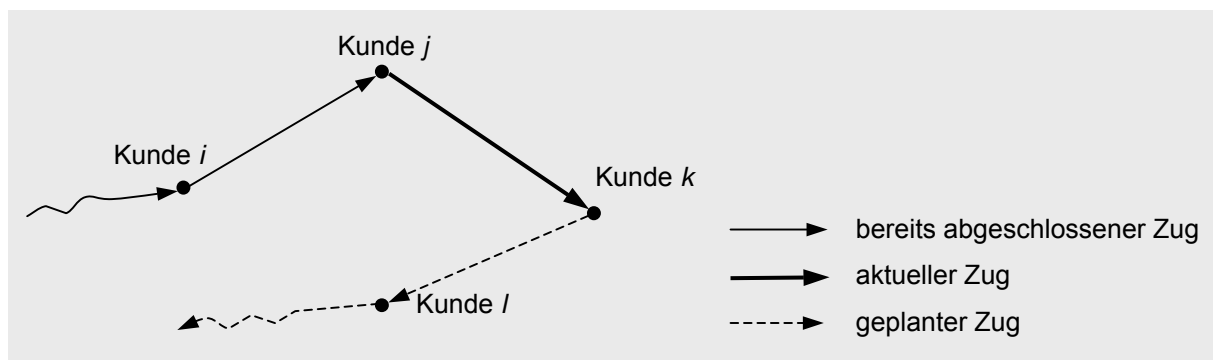 Kunde j
Kunde i
Kunde k
Kunde l
bereits abgeschlossener Zug
aktueller Zug
geplanter Zug